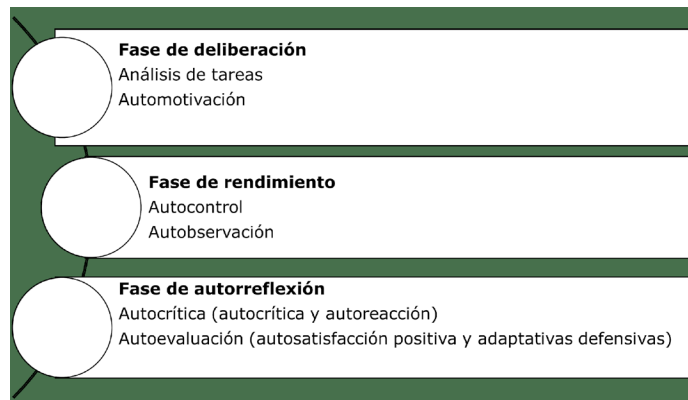 Fase de deliberación
Análisis de tareas
Automotivación
Fase de rendimiento
Autocontrol
Autobservación
Fase de autorreflexión
Autocrítica (autocrítica y autoreacción)
Autoevaluación (autosatisfacción positiva y adaptativas defensivas)